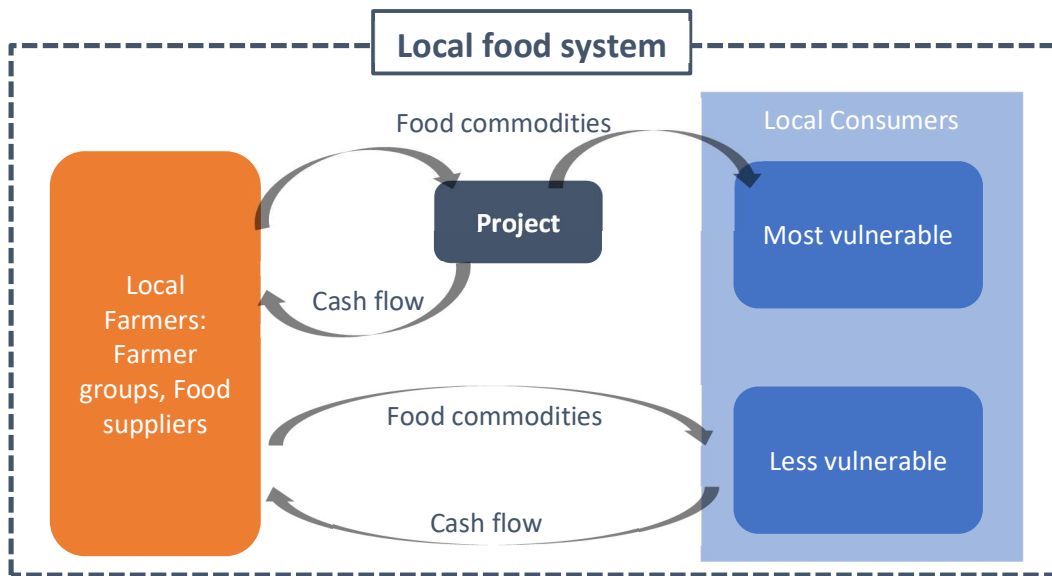 Local food system
Food commodities
Local Consumers
Project
Most vulnerable
Cash flow
Local
Farmers:
Farmer
groups, Food
suppliers
Food commodities
Less vulnerable
Cash flow